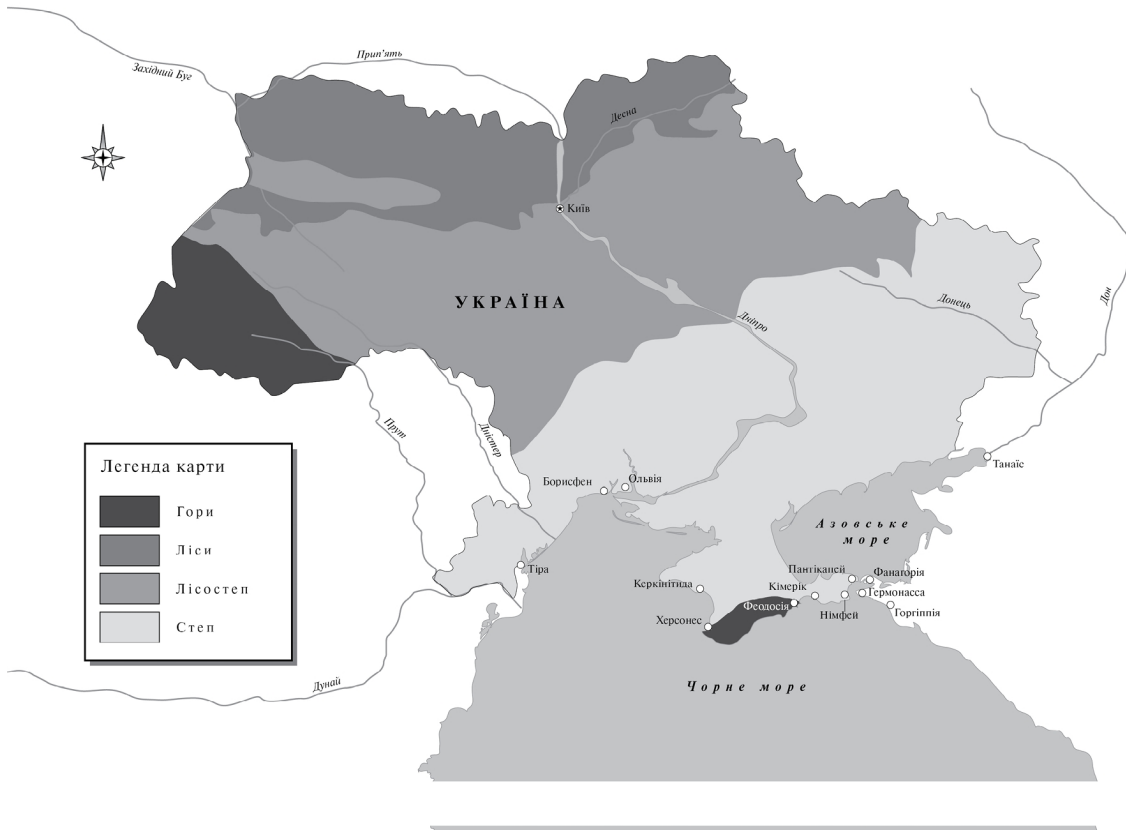 Прип'ять
Західний Буг
Десна
Київ
УКРАЇНА
Донець
Дон
Дніпро
Прут
Дністер
Легенда карти
Гори
Ліси
Лісостеп
Степ
Борисфен
Ольвія
Танаїс
Азовське
море
Тіра
Пантікапей
Фанагорія
Керкінітида
Кімерік
Гермонасса
Феодосія
Горгіппія
Німфей
Херсонес
Дунай
Чорне море